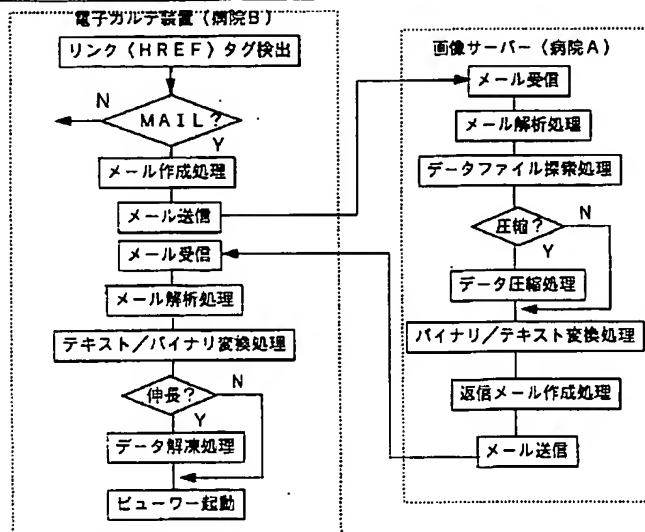 電子カルテ装置(病院B)
リンク(HREF)タグ検出
N
MAIL?
Y
メール作成処理
メール送信
メール受信
メール解析処理
テキスト/バイナリ変換処理
伸長?
N
Y
データ解凍処理
ビューワー起動
画像サーバー(病院A)
メール受信
メール解析処理
データファイル探索処理
圧縮?
N
Y
データ圧縮処理
バイナリ/テキスト変換処理
返信メール作成処理
メール送信